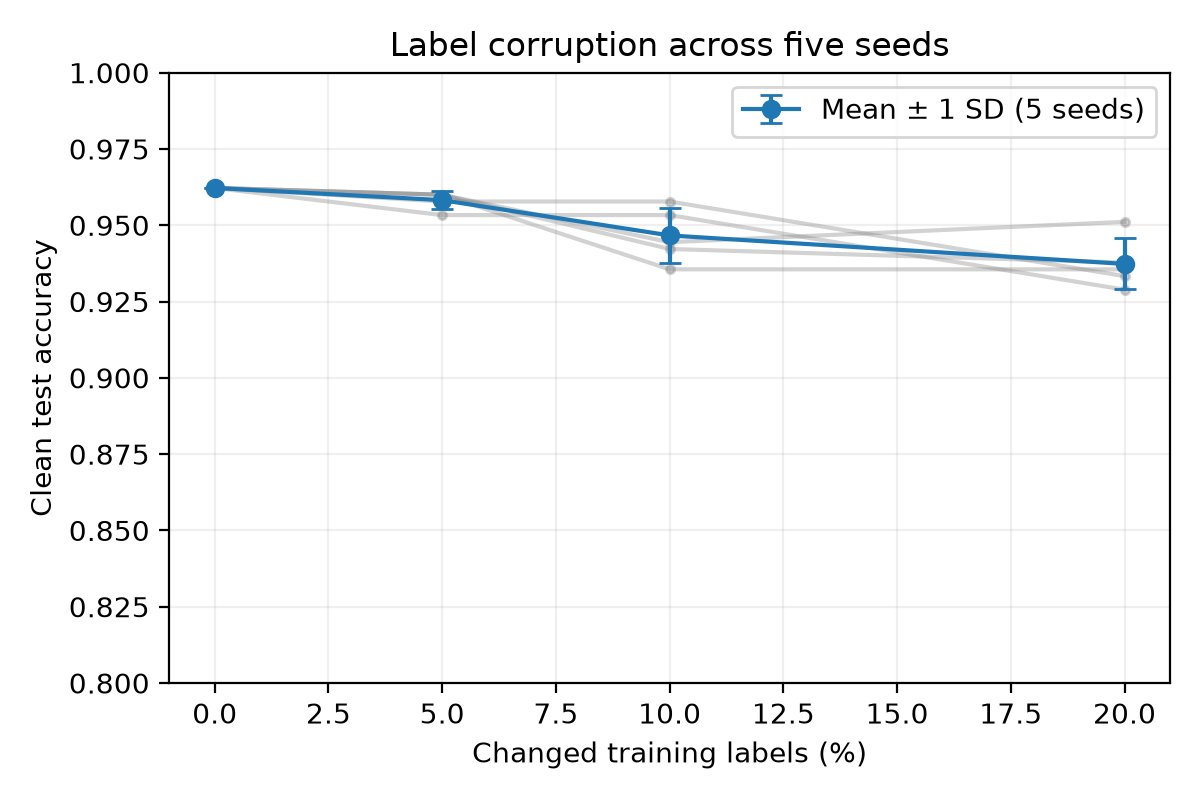 Label corruption across five seeds
Mean ± 1 SD (5 seeds)
Clean test accuracy
1.000
0.975
0.950
0.925
0.900
0.875
0.850
0.825
0.800
0.0 2.5 5.0 7.5 10.0 12.5 15.0 17.5 20.0
Changed training labels (%)